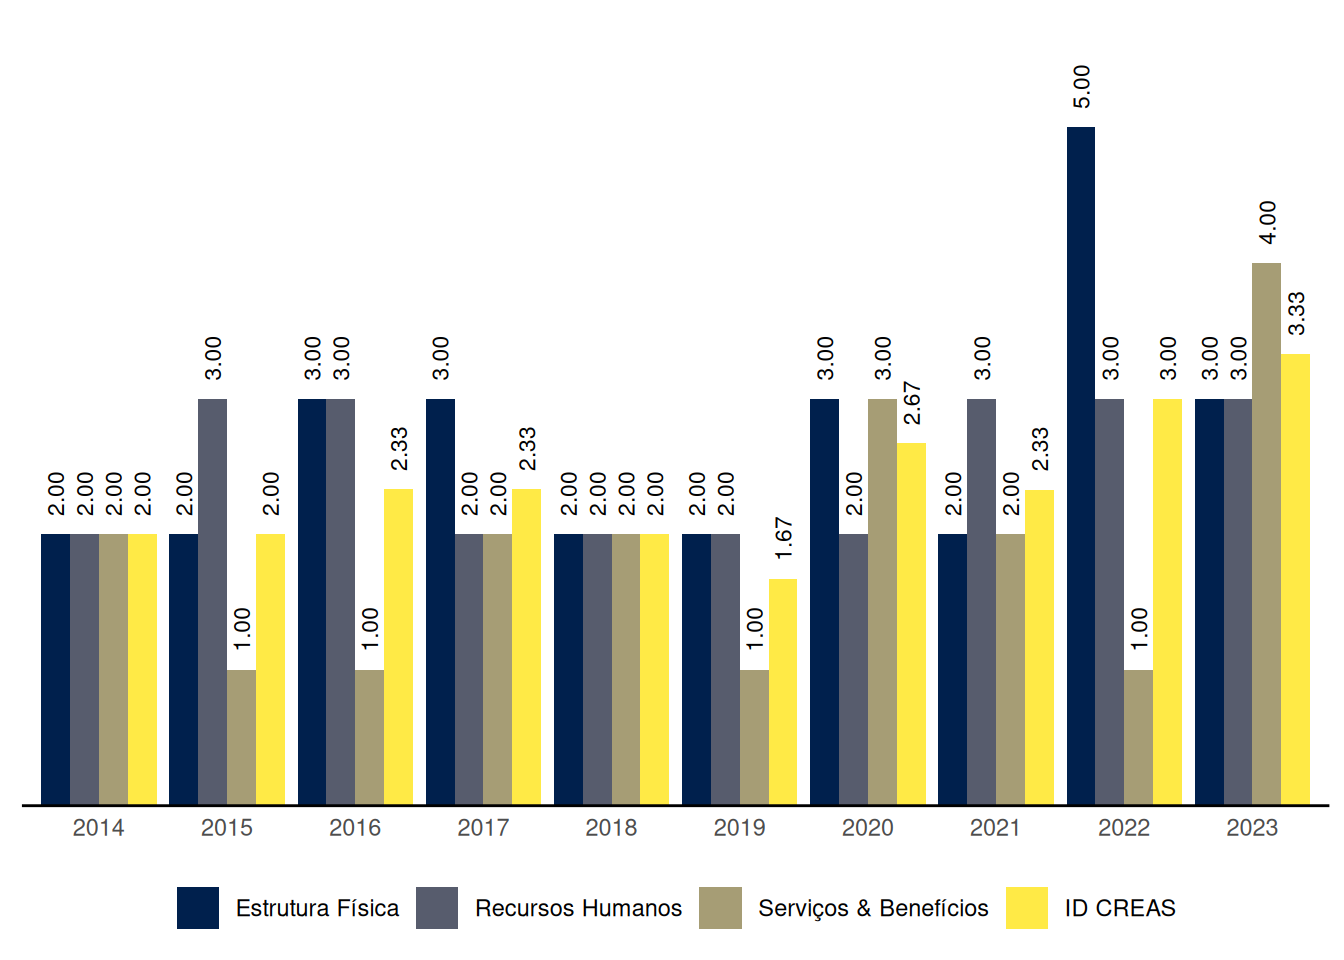 5.00
4.00
3.33
3.00 3.00 3.00 3.00 3.00 3.00 3.00 3.00 3.00 3.00 3.00
2.67
2.33 2.33 2.33
2.00 2.00 2.00 2.00 2.00 2.00 2.00 2.00 2.00 2.00 2.00 2.00 2.00 2.00 2.00 2.00 2.00
1.67
1.00 1.00 1.00 1.00
2014 2015 2016 2017 2018 2019 2020 2021 2022 2023
Estrutura Física Recursos Humanos Serviços & Benefícios ID CREAS